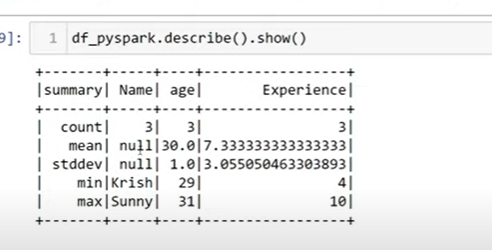 9]: 1 df_pyspark.describe().show()
+-------+-----+----+-----------------+
|summary| Name| age|       Experience|
+-------+-----+----+-----------------+
|  count|    3|   3|                3|
|   mean| null|30.0|7.333333333333333|
| stddev| null| 1.0|3.055050463303893|
|    min|Krish|  29|                4|
|    max|Sunny|  31|               10|
+-------+-----+----+-----------------+